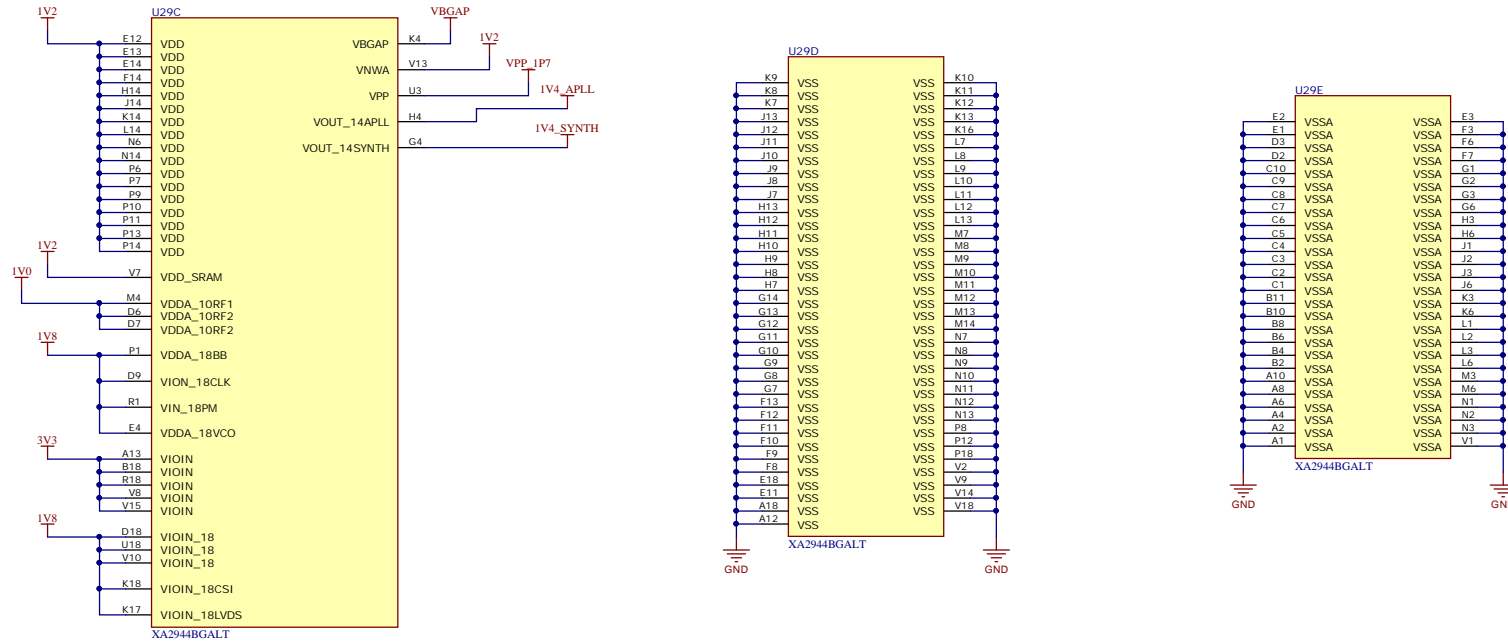 1V2 U29C VBGAP
E12 VDD VBGAP K4
E13 VDD 1V2
E14 VDD VNWA V13
F14 VDD VPP_1P7
H14 VDD VPP U3
J14 VDD 1V4_APLL
K14 VDD VOUT_14APLL H4
L14 VDD 1V4_SYNTH
N6 VDD VOUT_14SYNTH G4
N14 VDD
P6 VDD
P7 VDD
P9 VDD
P10 VDD
P11 VDD
P13 VDD
P14 VDD
1V2
V7 VDD_SRAM
1V0
M4 VDDA_10RF1
D6 VDDA_10RF2
D7 VDDA_10RF2
1V8
P1 VDDA_18BB
D9 VION_18CLK
R1 VIN_18PM
E4 VDDA_18VCO
3V3
A13 VIOIN
B18 VIOIN
R18 VIOIN
V8 VIOIN
V15 VIOIN
1V8
D18 VIOIN_18
U18 VIOIN_18
V10 VIOIN_18
K18 VIOIN_18CSI
K17 VIOIN_18LVDS
XA2944BGALT
U29D
K9 VSS VSS K10
K8 VSS VSS K11
K7 VSS VSS K12
J13 VSS VSS K13
J12 VSS VSS K16
J11 VSS VSS L7
J10 VSS VSS L8
J9 VSS VSS L9
J8 VSS VSS L10
J7 VSS VSS L11
H13 VSS VSS L12
H12 VSS VSS L13
H11 VSS VSS M7
H10 VSS VSS M8
H9 VSS VSS M9
H8 VSS VSS M10
H7 VSS VSS M11
G14 VSS VSS M12
G13 VSS VSS M13
G12 VSS VSS M14
G11 VSS VSS N7
G10 VSS VSS N8
G9 VSS VSS N9
G8 VSS VSS N10
G7 VSS VSS N11
F13 VSS VSS N12
F12 VSS VSS N13
F11 VSS VSS P8
F10 VSS VSS P12
F9 VSS VSS P18
F8 VSS VSS V2
E18 VSS VSS V9
E11 VSS VSS V14
A18 VSS VSS V18
A12 VSS
XA2944BGALT
GND GND
U29E
E2 VSSA VSSA E3
E1 VSSA VSSA F3
D3 VSSA VSSA F6
D2 VSSA VSSA F7
C10 VSSA VSSA G1
C9 VSSA VSSA G2
C8 VSSA VSSA G3
C7 VSSA VSSA G6
C6 VSSA VSSA H3
C5 VSSA VSSA H6
C4 VSSA VSSA J1
C3 VSSA VSSA J2
C2 VSSA VSSA J3
C1 VSSA VSSA J6
B11 VSSA VSSA K3
B10 VSSA VSSA K6
B8 VSSA VSSA L1
B6 VSSA VSSA L2
B4 VSSA VSSA L3
B2 VSSA VSSA L6
A10 VSSA VSSA M3
A8 VSSA VSSA M6
A6 VSSA VSSA N1
A4 VSSA VSSA N2
A2 VSSA VSSA N3
A1 VSSA VSSA V1
XA2944BGALT
GND GN